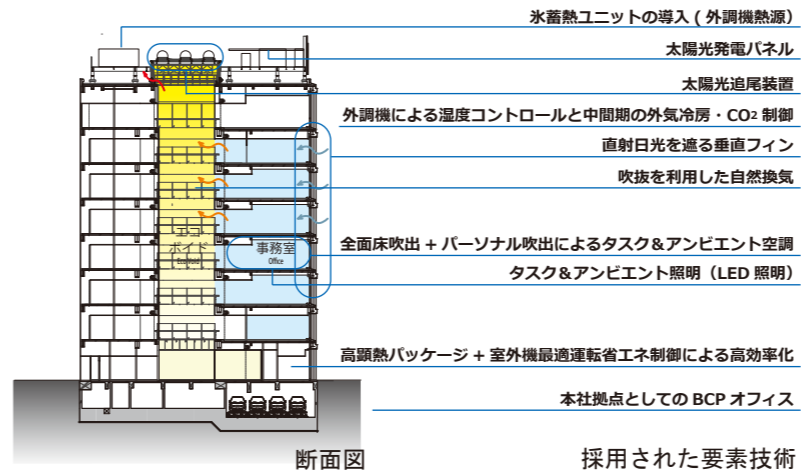 氷蓄熱ユニットの導入 ( 外調機熱源）
太陽光発電パネル
太陽光追尾装置
外調機による湿度コントロールと中間期の外気冷房・CO2 制御
直射日光を遮る垂直フィン
吹抜を利用した自然換気
エコ
ボイド
Eco Void
事務室
Office
全面床吹出 + パーソナル吹出によるタスク＆アンビエント空調
タスク＆アンビエント照明（LED 照明）
高顕熱パッケージ + 室外機最適運転省エネ制御による高効率化
本社拠点としての BCP オフィス
断面図
採用された要素技術